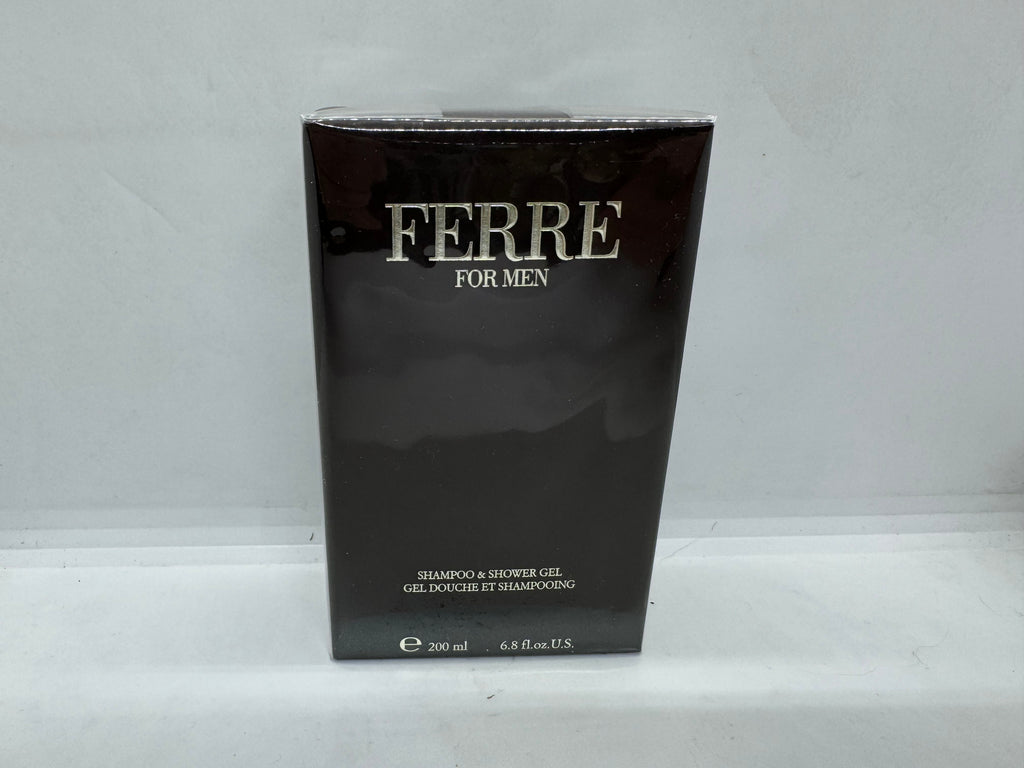 FERRE
FOR MEN
SHAMPOO & SHOWER GEL
GEL DOUCHE ET SHAMPOOING
e 200 ml 6.8 fl.oz.U.S.